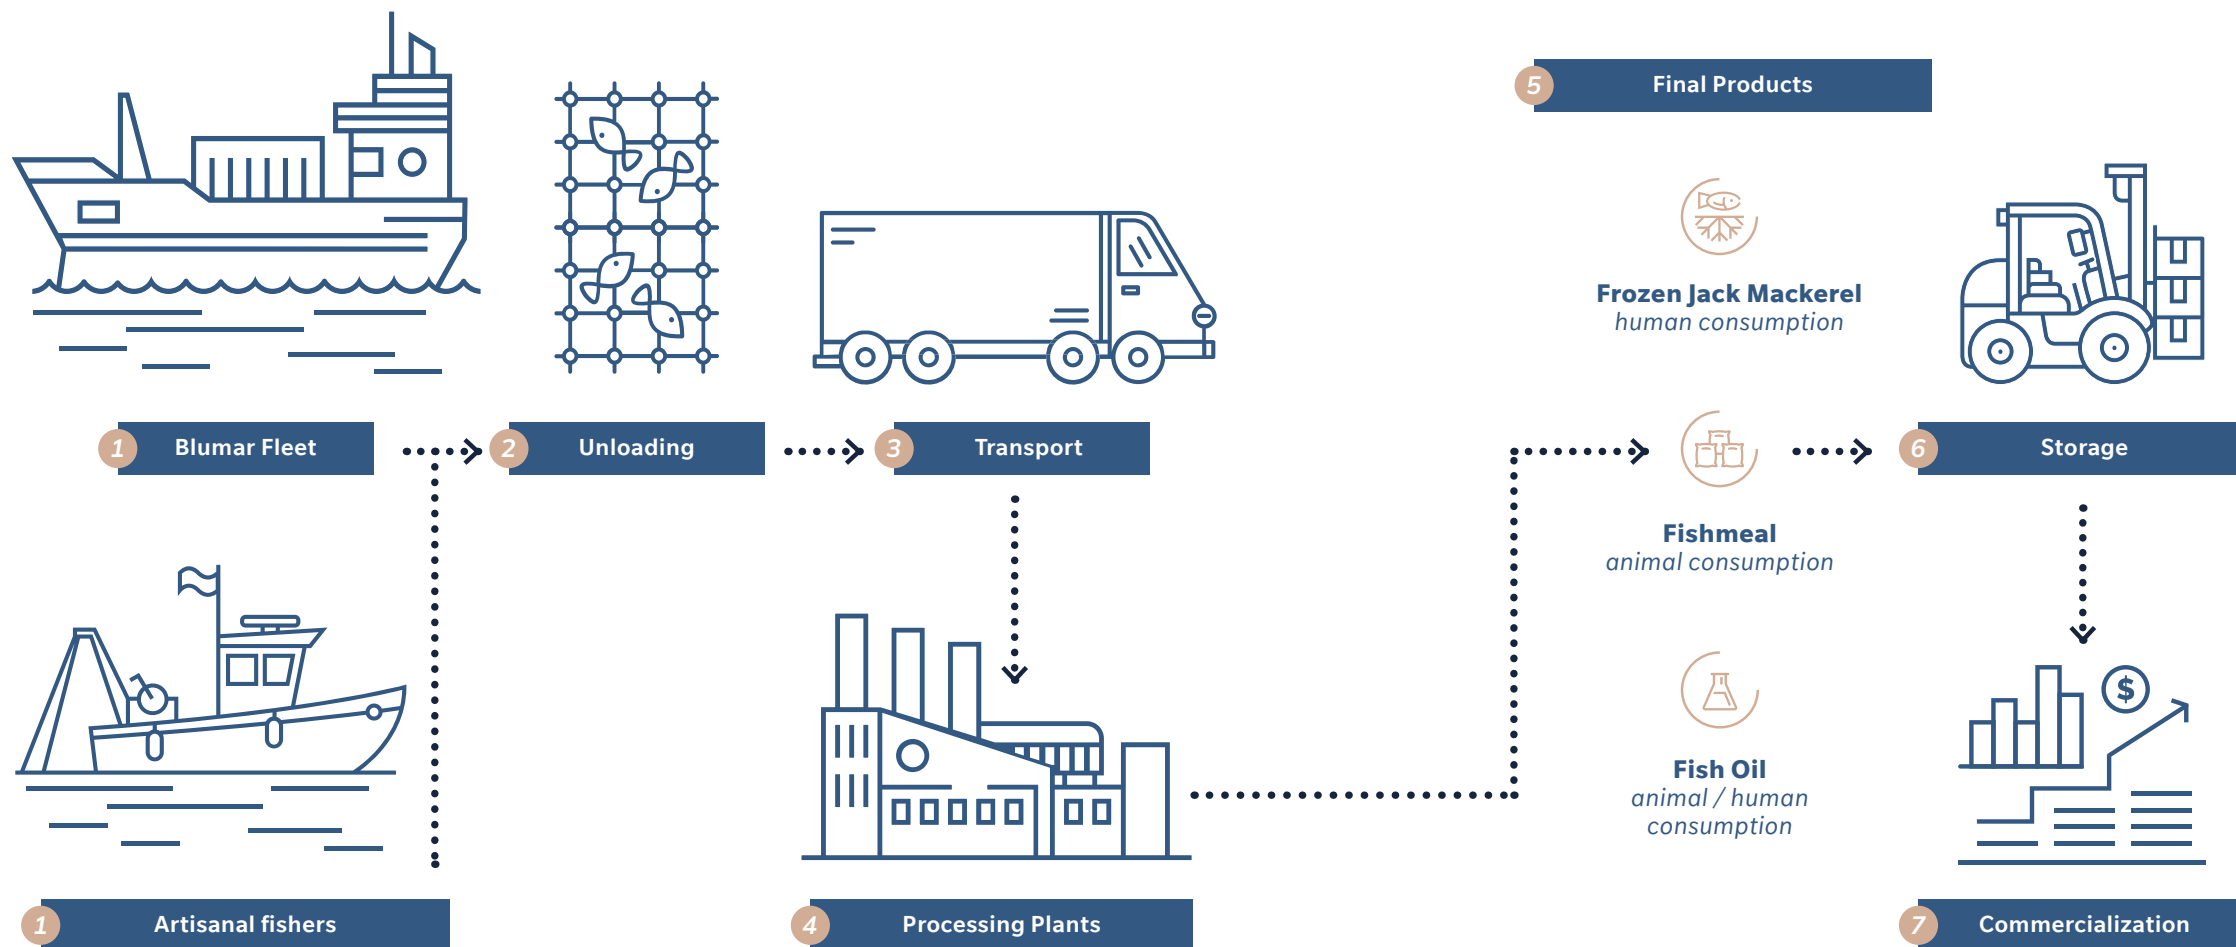 1 Blumar Fleet
1 Artisanal fishers
2 Unloading
3 Transport
4 Processing Plants
5 Final Products
Frozen Jack Mackerel
human consumption
Fishmeal
animal consumption
Fish Oil
animal / human
consumption
6 Storage
$
7 Commercialization